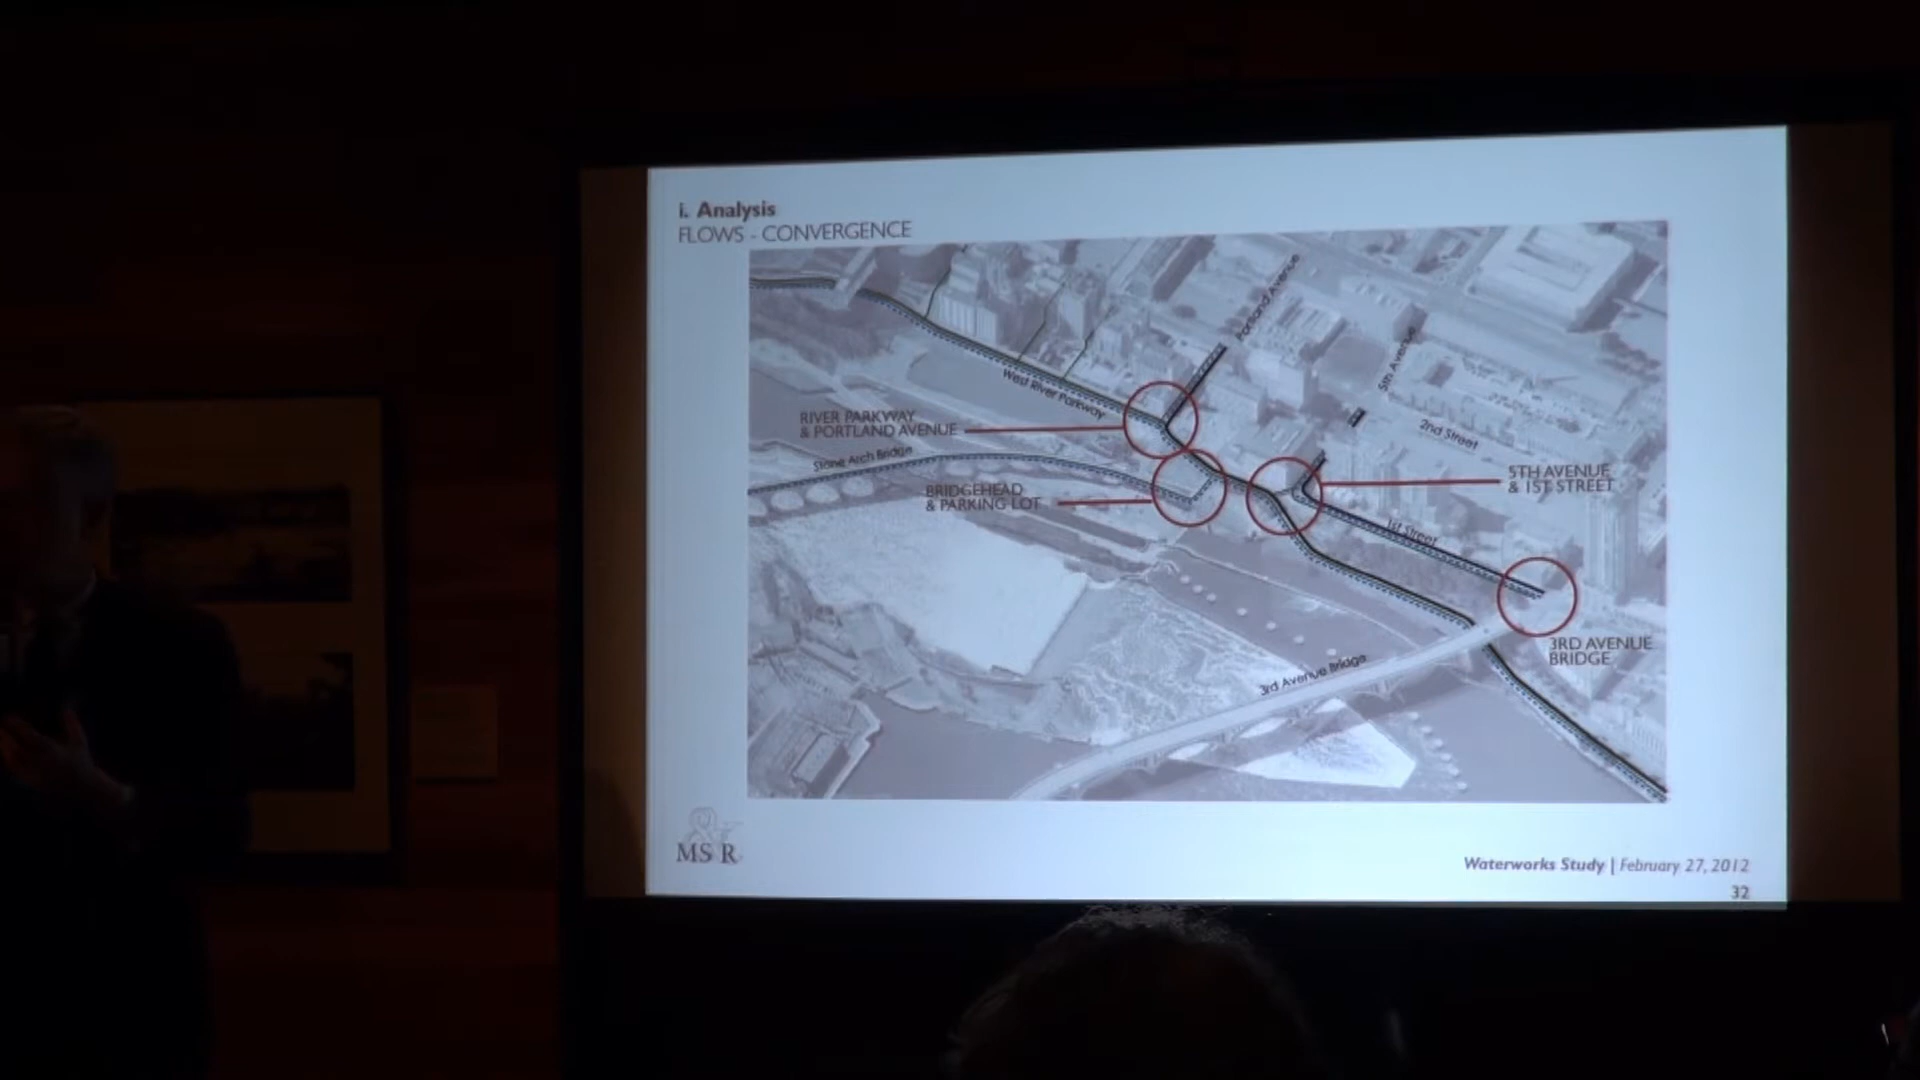 i. Analysis
FLOWS - CONVERGENCE
Portland Avenue
5th Avenue
West River Parkway
RIVER PARKWAY
& PORTLAND AVENUE
2nd Street
Stone Arch Bridge
5TH AVENUE
& 1ST STREET
BRIDGEHEAD
& PARKING LOT
1st Street
3RD AVENUE
BRIDGE
3rd Avenue Bridge
MS&R
Waterworks Study | February 27, 2012
32